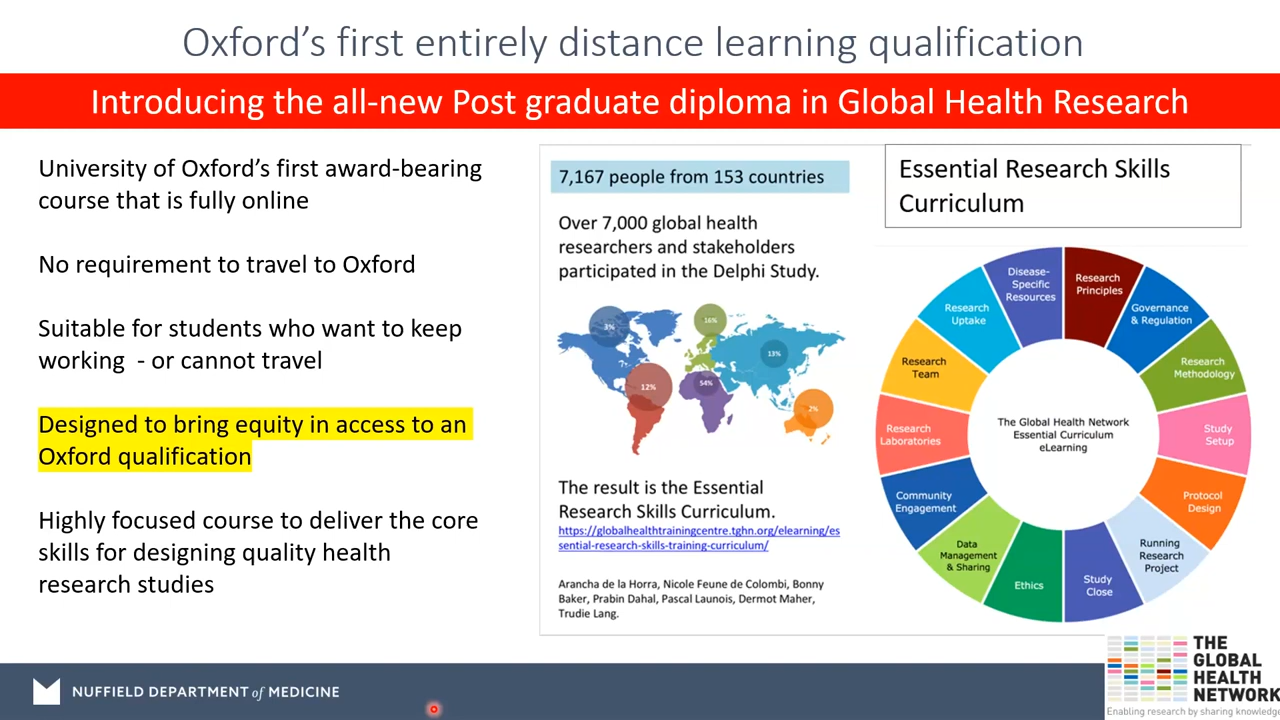 Oxford's first entirely distance learning qualification
Introducing the all-new Post graduate diploma in Global Health Research
University of Oxford's first award-bearing
course that is fully online
No requirement to travel to Oxford
Suitable for students who want to keep
working - or cannot travel
Designed to bring equity in access to an
Oxford qualification
Highly focused course to deliver the core
skills for designing quality health
research studies
7,167 people from 153 countries
Over 7,000 global health
researchers and stakeholders
participated in the Delphi Study.
3%
16%
13%
12%
54%
2%
The result is the Essential
Research Skills Curriculum.
https://globalhealthtrainingcentre.tghn.org/elearning/es
sential-research-skills-training-curriculum/
Arancha de la Horra, Nicole Feune de Colombi, Bonny
Baker, Prabin Dahal, Pascal Launois, Dermot Maher,
Trudie Lang.
Essential Research Skills
Curriculum
Research
Principles
Governance
& Regulation
Research
Methodology
Study
Setup
Protocol
Design
Running
Research
Project
Study
Close
Ethics
Data
Management
& Sharing
Community
Engagement
Research
Laboratories
Research
Team
Research
Uptake
Disease-
Specific
Resources
The Global Health Network
Essential Curriculum
eLearning
NUFFIELD DEPARTMENT of MEDICINE
THE
GLOBAL
HEALTH
NETWORK
Enabling research by sharing knowledge